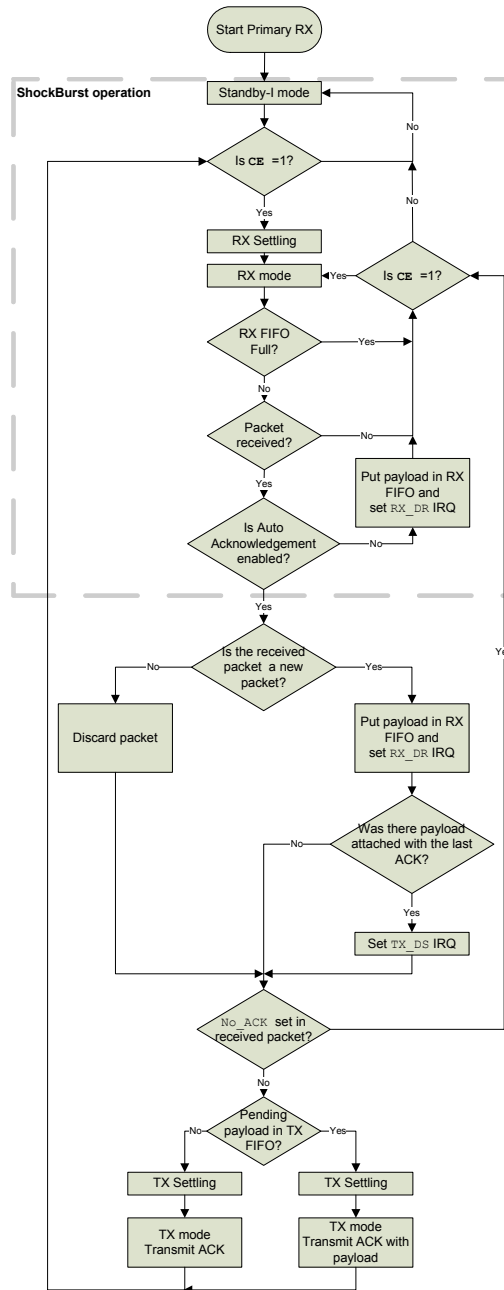 Start Primary RX
ShockBurst operation
Standby-I mode
No
Is CE =1?
No
Yes
RX Settling
RX mode
Yes
Is CE =1?
RX FIFO
Full?
Yes
No
Packet
received?
No
Put payload in RX
FIFO and
set RX_DR IRQ
Yes
Is Auto
Acknowledgement
enabled?
No
Yes
Is the received
packet a new
packet?
No
Yes
Ye
Discard packet
Put payload in RX
FIFO and
set RX_DR IRQ
Was there payload
attached with the last
ACK?
No
Yes
Set TX_DS IRQ
No_ACK set in
received packet?
No
Pending
payload in TX
FIFO?
No
Yes
TX Settling
TX Settling
TX mode
Transmit ACK
TX mode
Transmit ACK with
payload